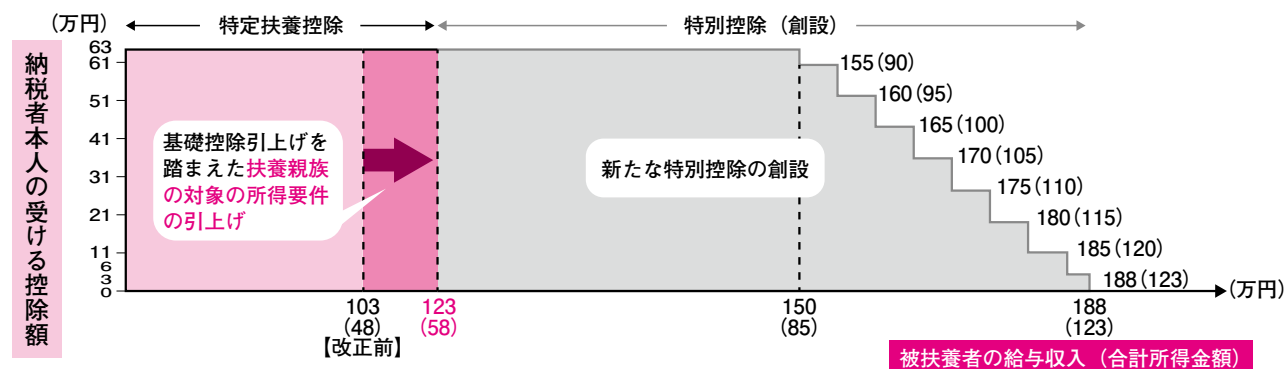 (万円)
特定扶養控除
特別控除（創設）
納税者本人の受ける控除額
63
61
51
41
31
21
11
6
3
0
基礎控除引上げを
踏まえた扶養親族
の対象の所得要件
の引上げ
新たな特別控除の創設
155(90)
160(95)
165(100)
170(105)
175(110)
180(115)
185(120)
188(123)
(万円)
103
(48)
【改正前】
123
(58)
150
(85)
188
(123)
被扶養者の給与収入（合計所得金額）